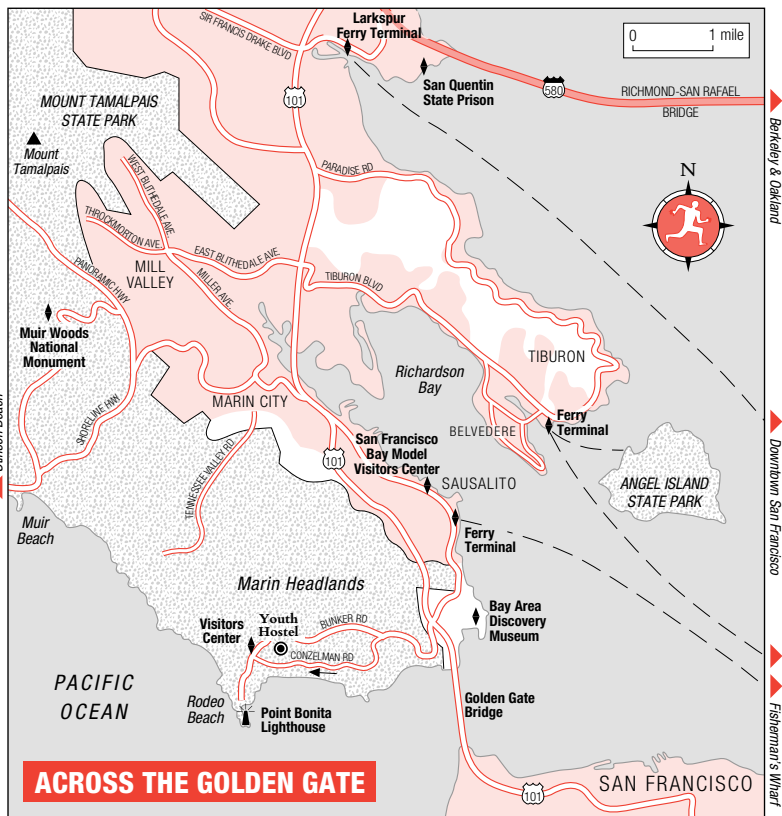 SIR FRANCIS DRAKE BLVD
Larkspur
Ferry Terminal
0 1 mile
San Quentin
State Prison
101
580
RICHMOND-SAN RAFAEL
BRIDGE
Berkeley & Oakland
MOUNT TAMALPAIS
STATE PARK
Mount
Tamalpais
WEST BLITHEDALE AVE.
PARADISE RD
N
THROCKMORTON AVE.
EAST BLITHEDALE AVE.
MILL
VALLEY
MILLER AVE.
TIBURON BLVD
PANORAMIC HWY
Muir Woods
National
Monument
TIBURON
Richardson
Bay
MARIN CITY
SHORELINE HWY
BELVEDERE
Ferry
Terminal
San Francisco
Bay Model
Visitors Center
101
TENNESSEE VALLEY RD
SAUSALITO
ANGEL ISLAND
STATE PARK
Downtown San Francisco
Muir
Beach
Ferry
Terminal
Marin Headlands
Bay Area
Discovery
Museum
Visitors
Center
Youth
Hostel
BUNKER RD
CONZELMAN RD
PACIFIC
OCEAN
Rodeo
Beach
Point Bonita
Lighthouse
Golden Gate
Bridge
Fisherman's Wharf
ACROSS THE GOLDEN GATE
SAN FRANCISCO
101